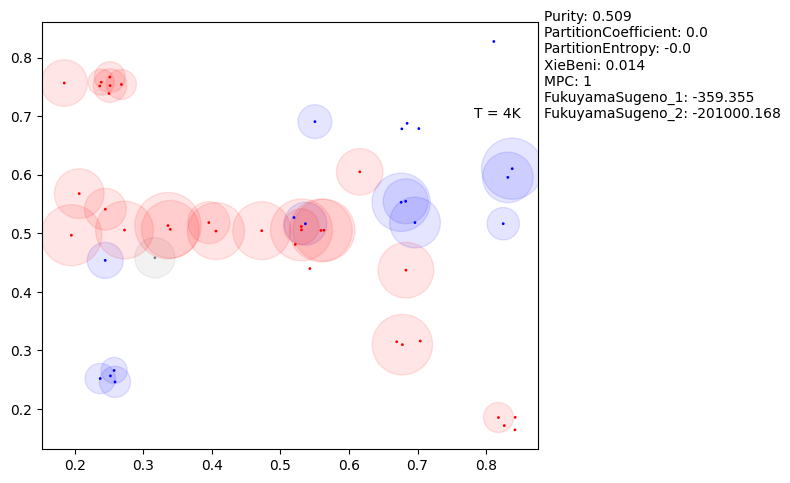 Purity: 0.509
PartitionCoefficient: 0.0
PartitionEntropy: -0.0
XieBeni: 0.014
MPC: 1
FukuyamaSugeno_1: -359.355
FukuyamaSugeno_2: -201000.168
T = 4K
0.8
0.7
0.6
0.5
0.4
0.3
0.2
0.2 0.3 0.4 0.5 0.6 0.7 0.8